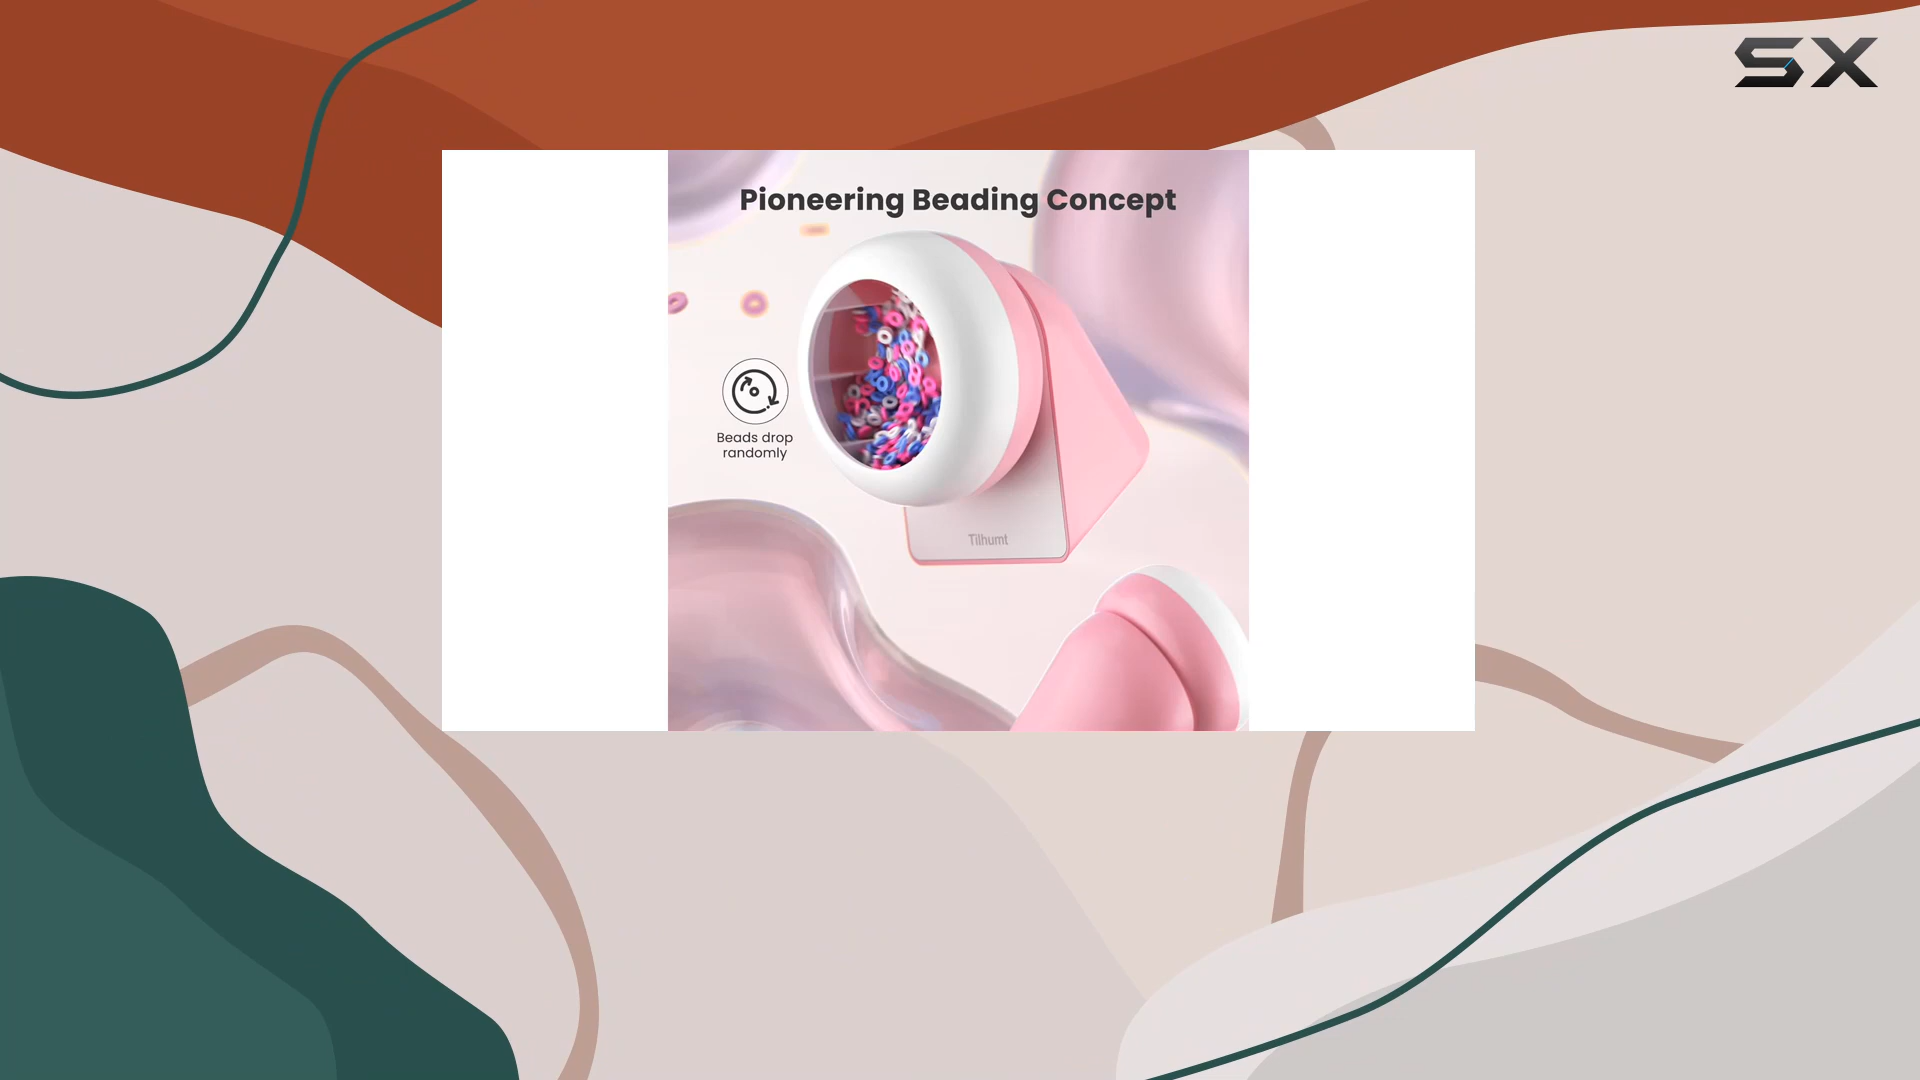 SX
Pioneering Beading Concept
Beads drop
randomly
Tilhumt